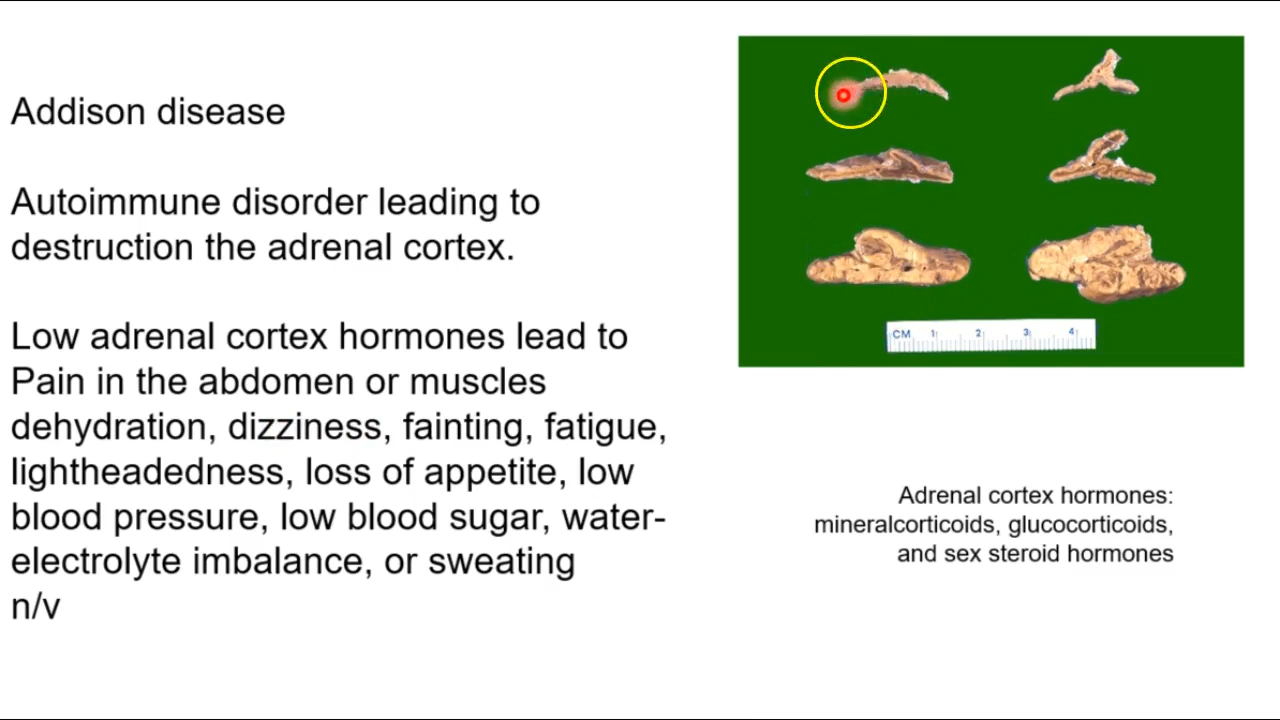 Addison disease
Autoimmune disorder leading to
destruction the adrenal cortex.
Low adrenal cortex hormones lead to
Pain in the abdomen or muscles
dehydration, dizziness, fainting, fatigue,
lightheadedness, loss of appetite, low
blood pressure, low blood sugar, water-
electrolyte imbalance, or sweating
n/v
CM 1 2 3 4
Adrenal cortex hormones:
mineralcorticoids, glucocorticoids,
and sex steroid hormones